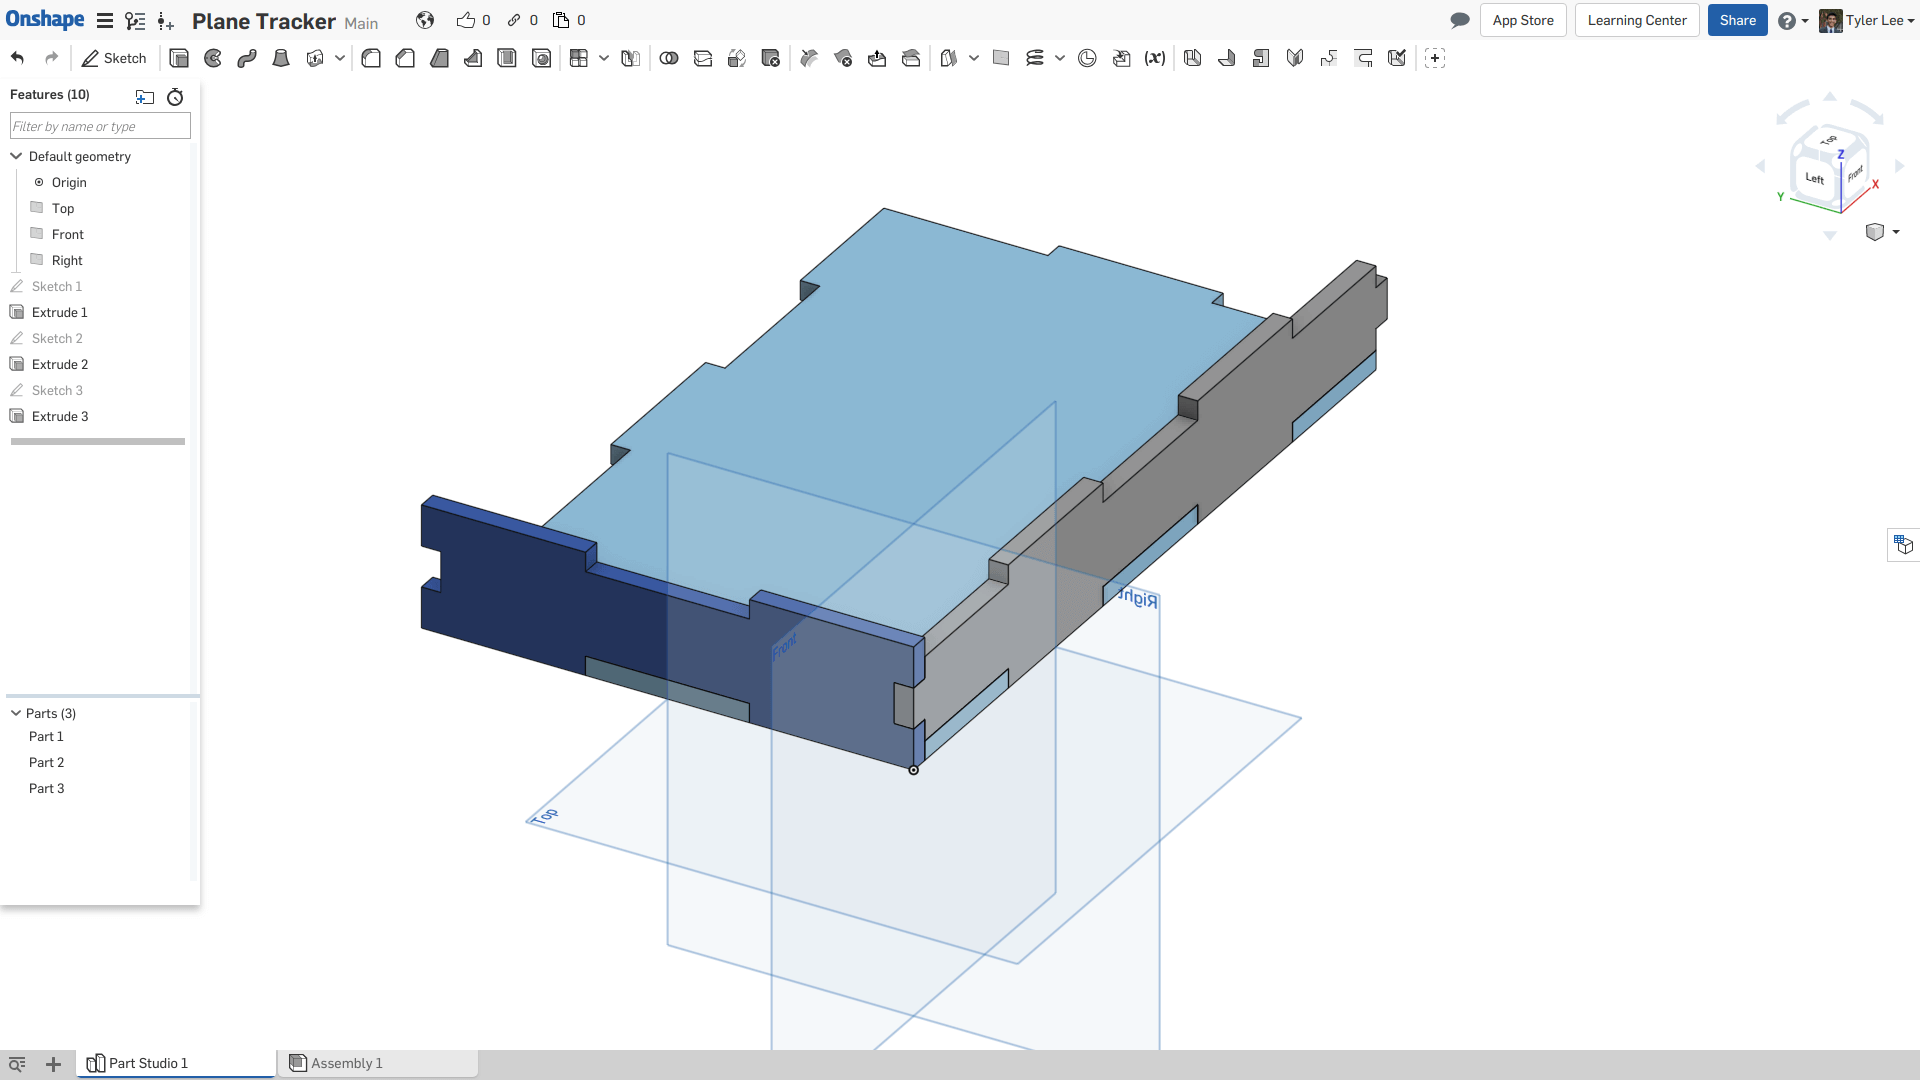 Onshape Plane Tracker Main 0 0 0 App Store Learning Center Share Tyler Lee
Sketch (x)
Features (10)
Filter by name or type
Default geometry
Origin
Top
Front
Right
Sketch 1
Extrude 1
Sketch 2
Extrude 2
Sketch 3
Extrude 3
Parts (3)
Part 1
Part 2
Part 3
Top
Z
Left Front
X
Y
Right
Front
Top
Part Studio 1 Assembly 1